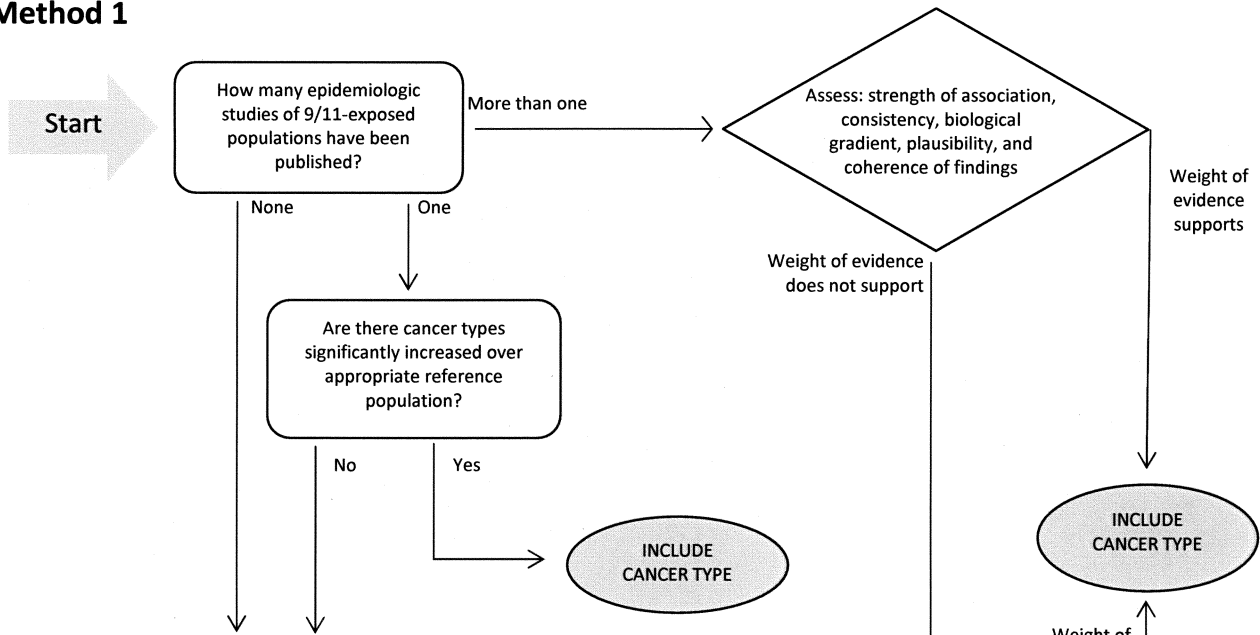 Method 1
Start
How many epidemiologic
studies of 9/11-exposed
populations have been
published?
More than one
Assess: strength of association,
consistency, biological
gradient, plausibility, and
coherence of findings
Weight of
evidence
supports
None
One
Weight of evidence
does not support
Are there cancer types
significantly increased over
appropriate reference
population?
No
Yes
INCLUDE
CANCER TYPE
INCLUDE
CANCER TYPE
Weight of